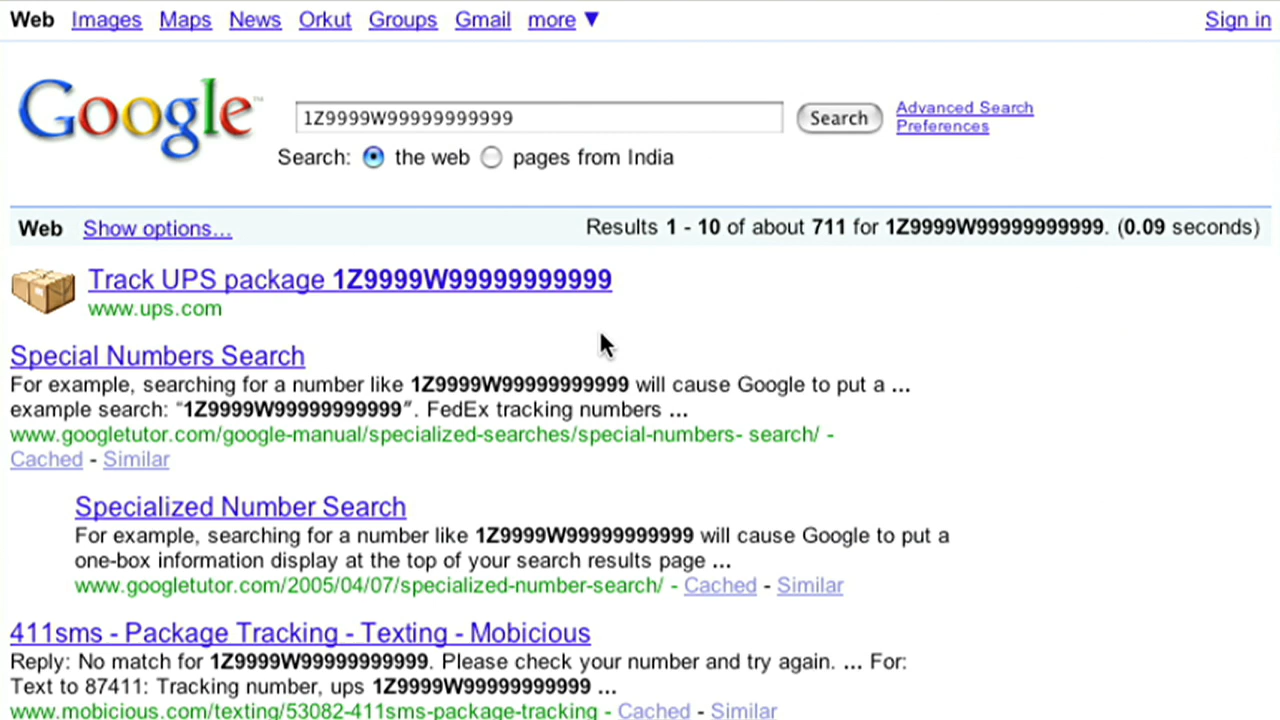 Web Images Maps News Orkut Groups Gmail more ▼ Sign in
Google™
1Z9999W99999999999 Search Advanced Search
Preferences
Search: the web pages from India
Web Show options... Results 1 - 10 of about 711 for 1Z9999W99999999999. (0.09 seconds)
Track UPS package 1Z9999W99999999999
www.ups.com
Special Numbers Search
For example, searching for a number like 1Z9999W99999999999 will cause Google to put a ...
example search: "1Z9999W99999999999". FedEx tracking numbers ...
www.googletutor.com/google-manual/specialized-searches/special-numbers- search/ -
Cached - Similar
Specialized Number Search
For example, searching for a number like 1Z9999W99999999999 will cause Google to put a
one-box information display at the top of your search results page ...
www.googletutor.com/2005/04/07/specialized-number-search/ - Cached - Similar
411sms - Package Tracking - Texting - Mobicious
Reply: No match for 1Z9999W99999999999. Please check your number and try again. ... For:
Text to 87411: Tracking number, ups 1Z9999W99999999999 ...
www.mobicious.com/texting/53082-411sms-package-tracking - Cached - Similar